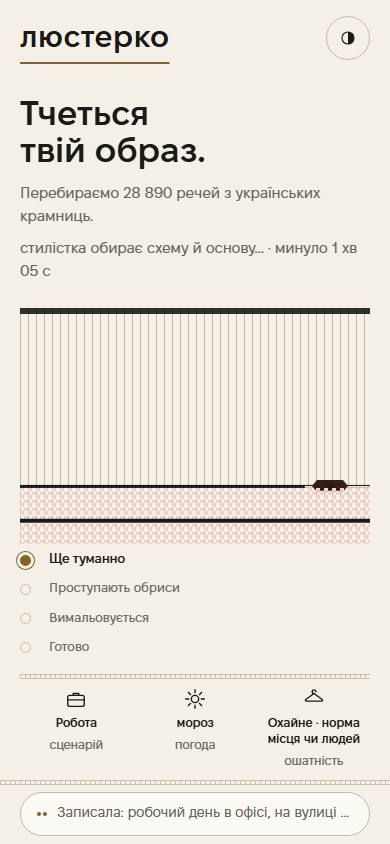 люстерко
Тчеться
твій образ.
Перебираємо 28 890 речей з українських
крамниць.
стилістка обирає схему й основу... · минуло 1 хв
05 с
Ще туманно
Проступають обриси
Вимальовується
Готово
Робота
сценарій
мороз
погода
Охайне · норма
місця чи людей
ошатність
Записала: робочий день в офісі, на вулиці ...